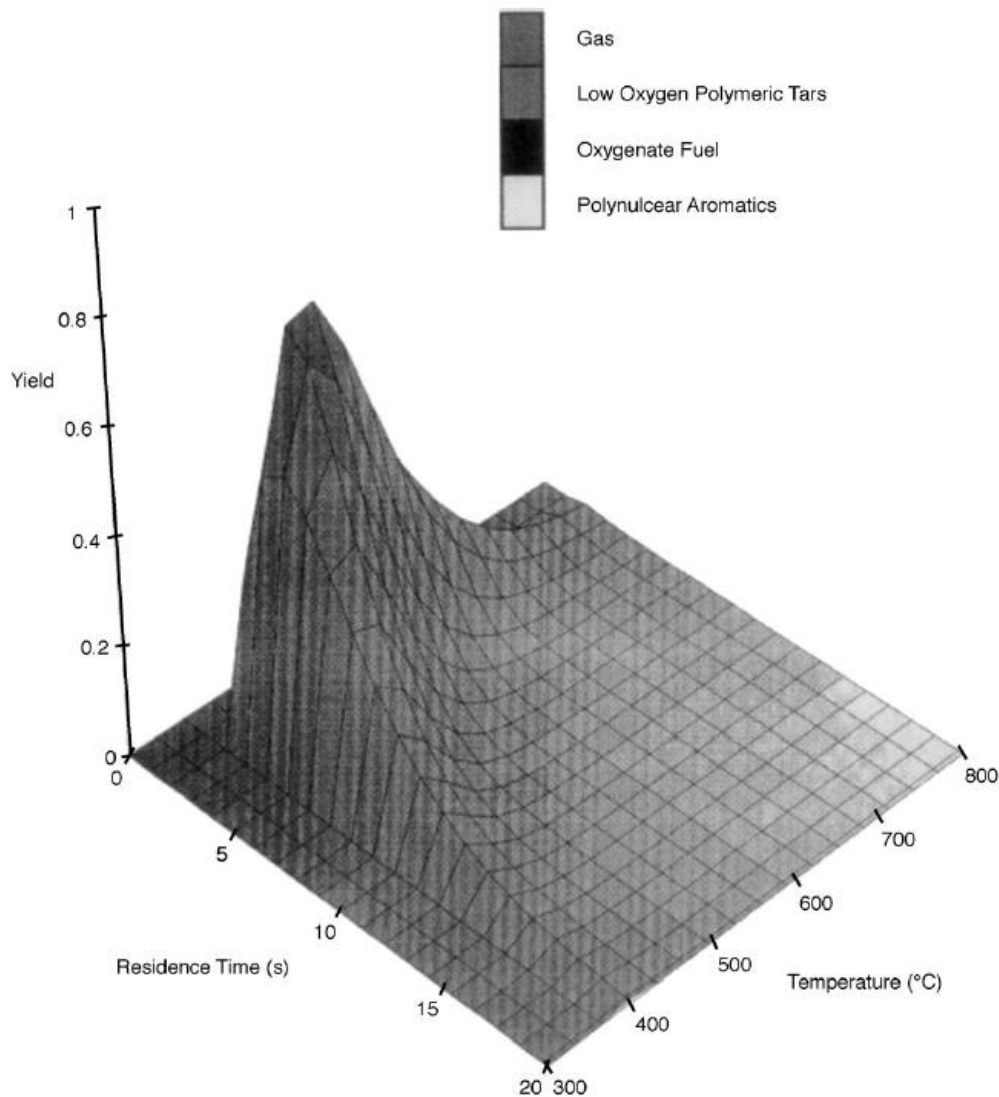 Gas
Low Oxygen Polymeric Tars
Oxygenate Fuel
Polynulcear Aromatics
1
0.8
Yield
0.6
0.4
0.2
0
0
800
700
5
600
10
500
Residence Time (s)
Temperature (°C)
15
400
20 300